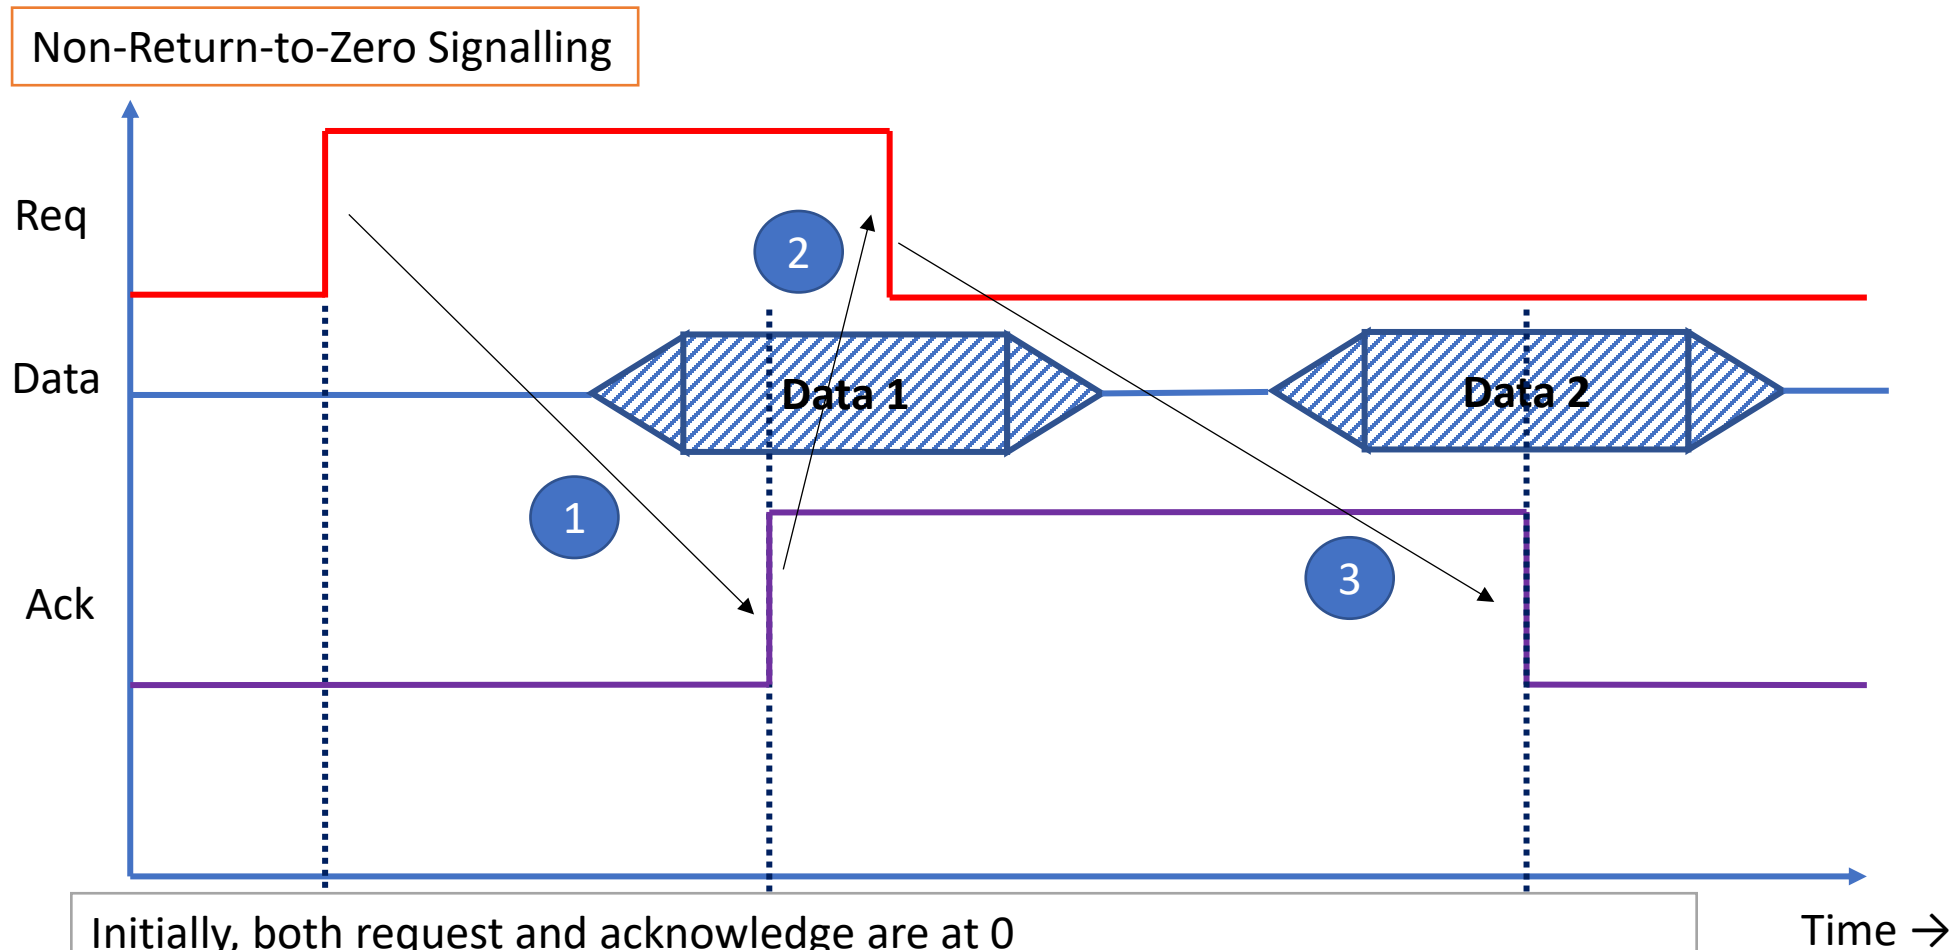 Non-Return-to-Zero Signalling
Req
2
Data
Data 1
Data 2
1
3
Ack
Initially, both request and acknowledge are at 0
Time →